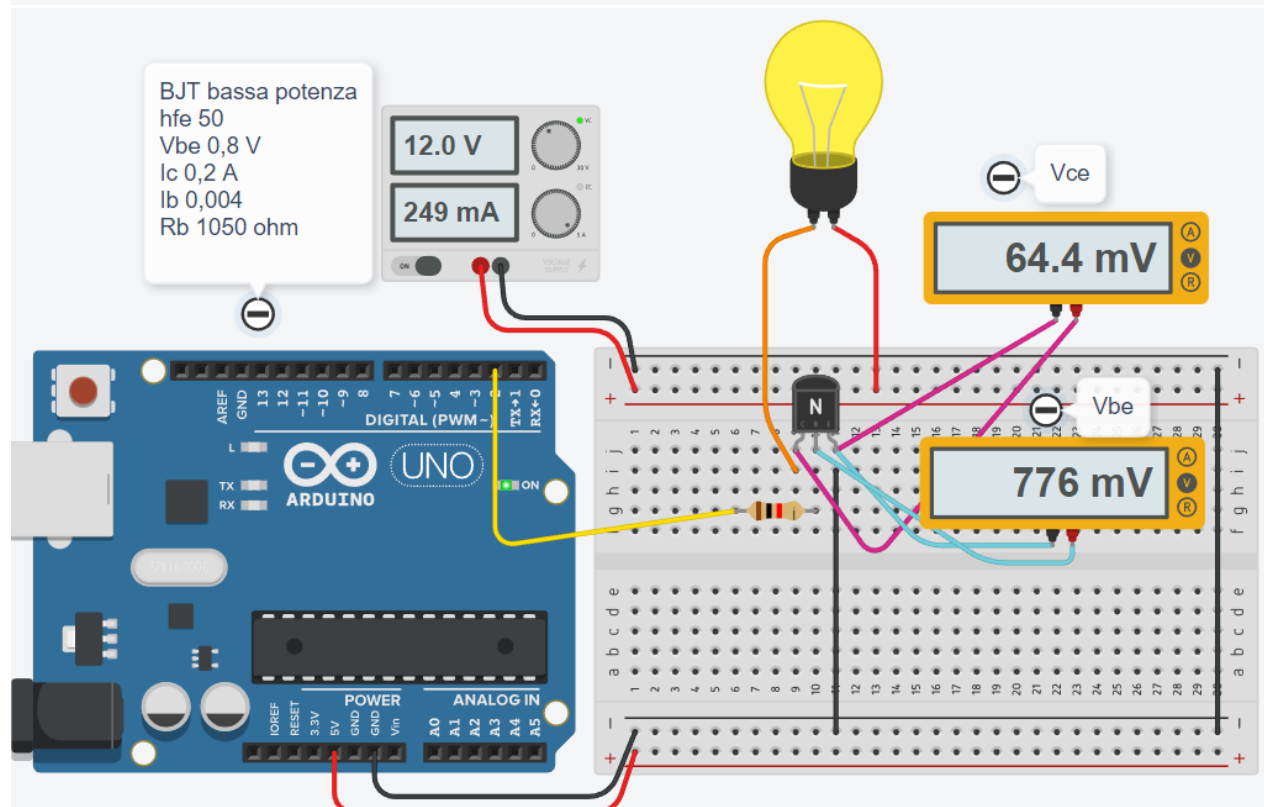 BJT bassa potenza
hfe 50
Vbe 0,8 V
Ic 0,2 A
Ib 0,004
Rb 1050 ohm
12.0 V
249 mA
ON
VOLTAGE
SUPPLY
Vce
64.4 mV
A
V
R
Vbe
776 mV
A
V
R
N
AREF
GND
13
12
~11
~10
~9
8
7
~6
~5
4
~3
2
TX→1
RX←0
DIGITAL (PWM~)
L
TX
RX
ARDUINO
UNO
ON
IOREF
RESET
3.3V
5V
GND
GND
Vin
POWER
ANALOG IN
A0
A1
A2
A3
A4
A5